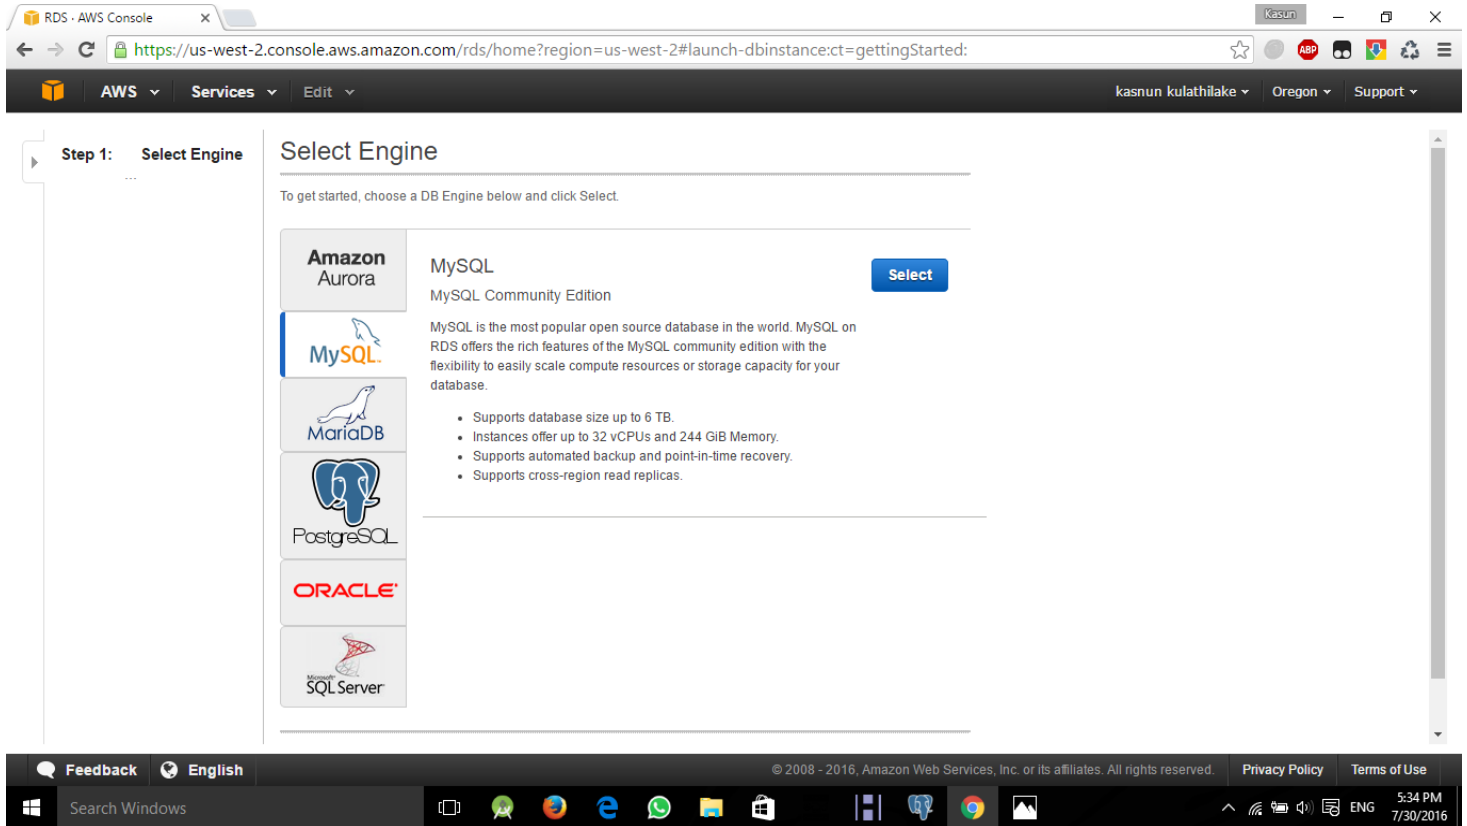 RDS · AWS Console
Kasun
https://us-west-2.console.aws.amazon.com/rds/home?region=us-west-2#launch-dbinstance:ct=gettingStarted:
ABP
AWS Services Edit kasnun kulathilake Oregon Support
Step 1: Select Engine
...
Select Engine
To get started, choose a DB Engine below and click Select.
Amazon
Aurora
MySQL
MariaDB
PostgreSQL
ORACLE
Microsoft
SQL Server
MySQL
Select
MySQL Community Edition
MySQL is the most popular open source database in the world. MySQL on
RDS offers the rich features of the MySQL community edition with the
flexibility to easily scale compute resources or storage capacity for your
database.
• Supports database size up to 6 TB.
• Instances offer up to 32 vCPUs and 244 GiB Memory.
• Supports automated backup and point-in-time recovery.
• Supports cross-region read replicas.
Feedback English © 2008 - 2016, Amazon Web Services, Inc. or its affiliates. All rights reserved. Privacy Policy Terms of Use
Search Windows
ENG
5:34 PM
7/30/2016